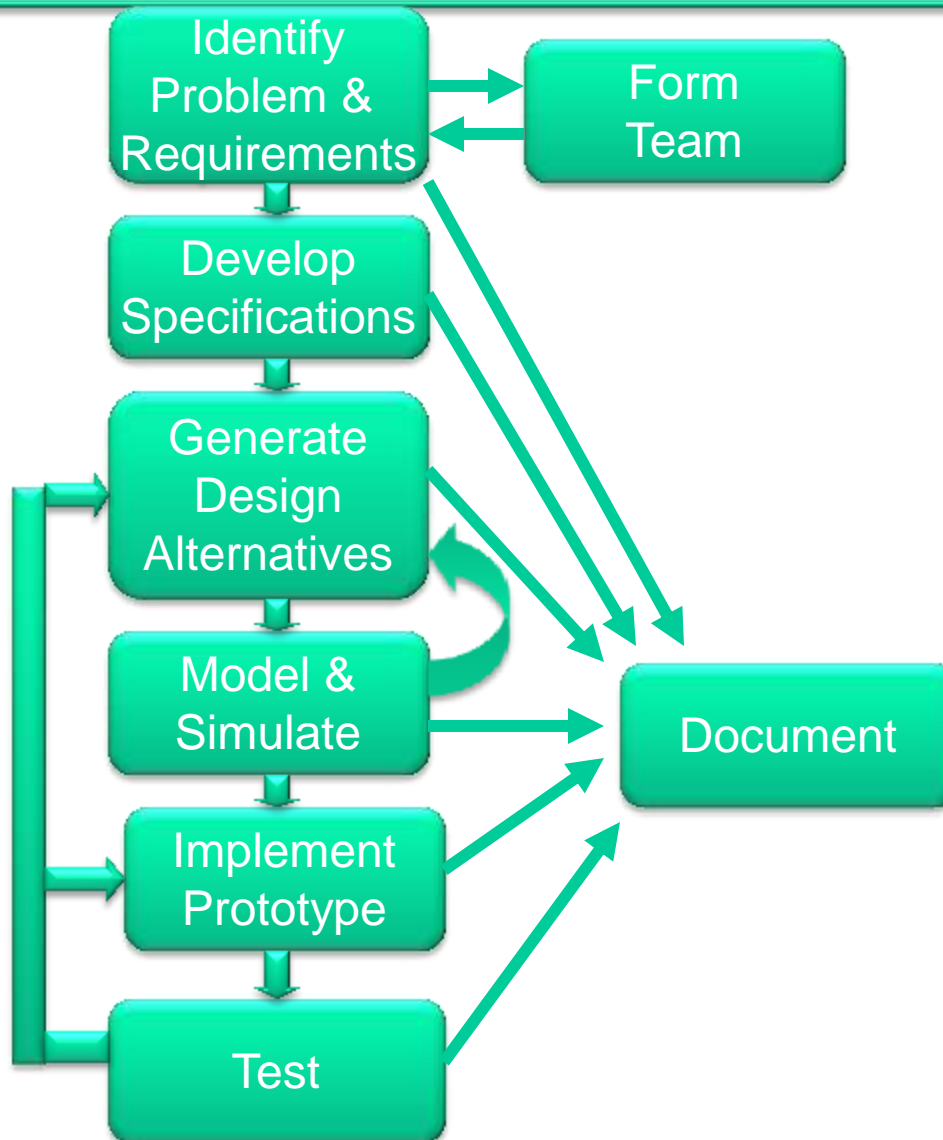 Identify
Problem &
Requirements
Form
Team
Develop
Specifications
Generate
Design
Alternatives
Model &
Simulate
Document
Implement
Prototype
Test